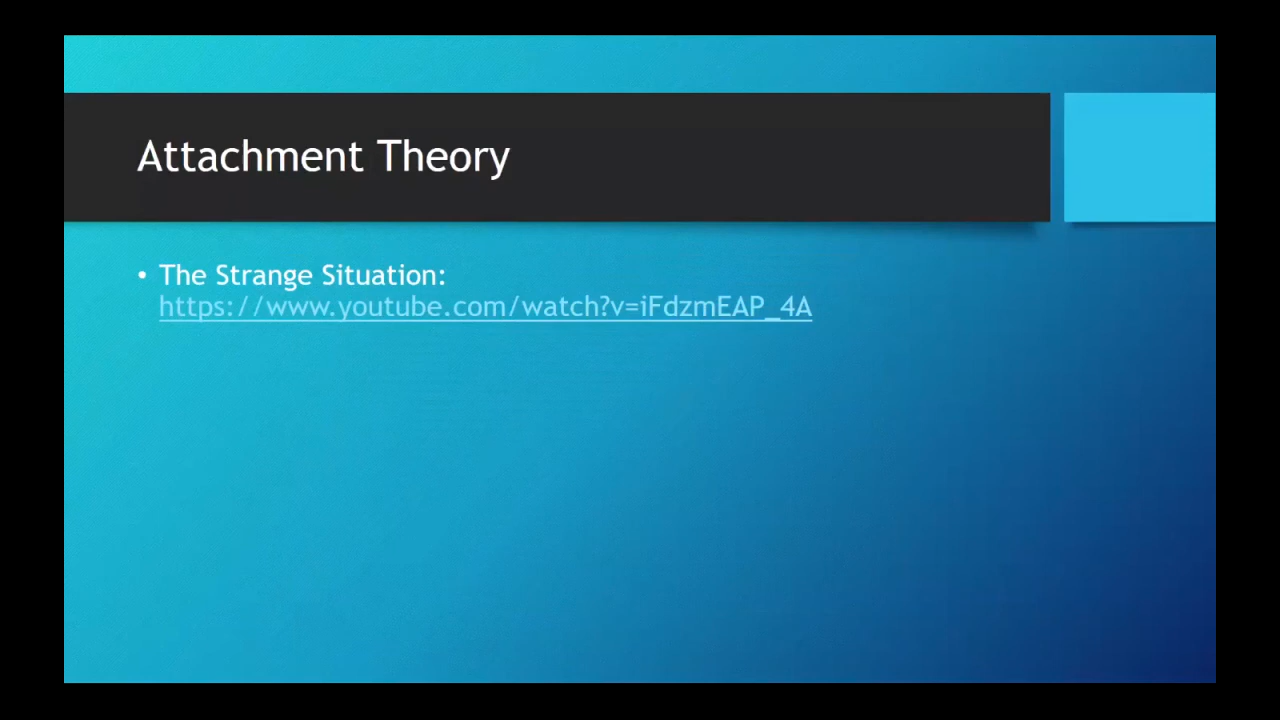 Attachment Theory
• The Strange Situation:
https://www.youtube.com/watch?v=iFdzmEAP_4A